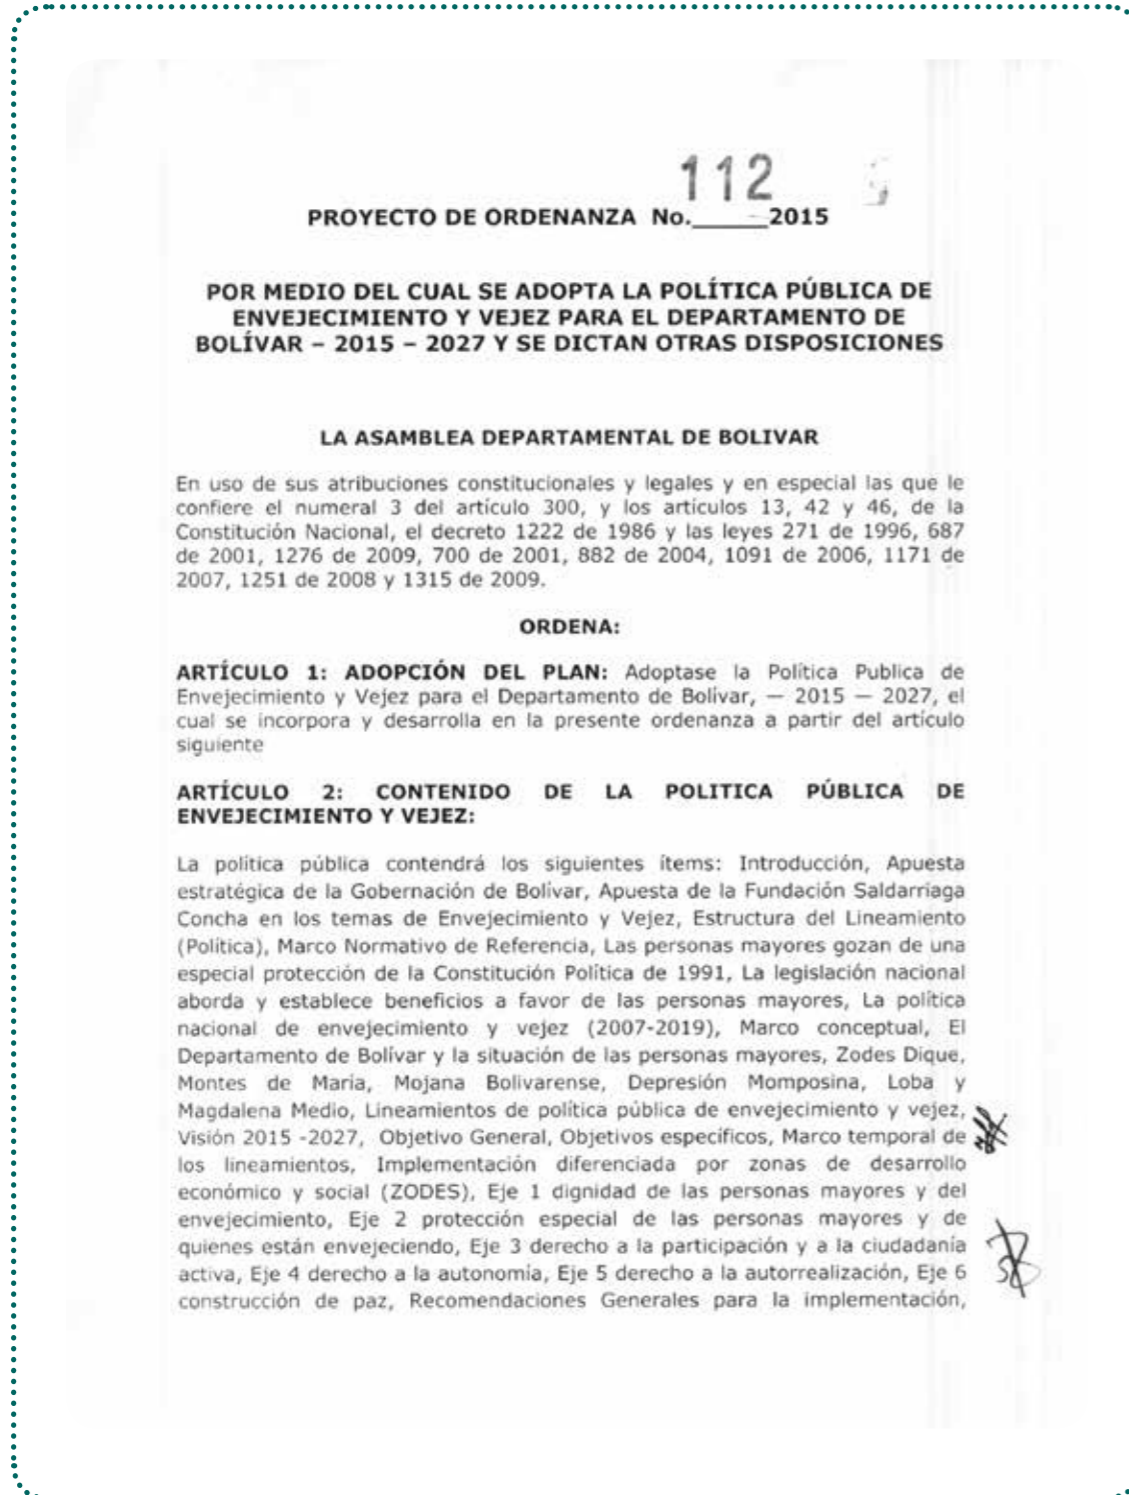 112
PROYECTO DE ORDENANZA No.______2015
POR MEDIO DEL CUAL SE ADOPTA LA POLÍTICA PÚBLICA DE
ENVEJECIMIENTO Y VEJEZ PARA EL DEPARTAMENTO DE
BOLÍVAR – 2015 – 2027 Y SE DICTAN OTRAS DISPOSICIONES
LA ASAMBLEA DEPARTAMENTAL DE BOLIVAR
En uso de sus atribuciones constitucionales y legales y en especial las que le
confiere el numeral 3 del artículo 300, y los artículos 13, 42 y 46, de la
Constitución Nacional, el decreto 1222 de 1986 y las leyes 271 de 1996, 687
de 2001, 1276 de 2009, 700 de 2001, 882 de 2004, 1091 de 2006, 1171 de
2007, 1251 de 2008 y 1315 de 2009.
ORDENA:
ARTÍCULO 1: ADOPCIÓN DEL PLAN: Adoptase la Política Publica de
Envejecimiento y Vejez para el Departamento de Bolívar, — 2015 — 2027, el
cual se incorpora y desarrolla en la presente ordenanza a partir del artículo
siguiente
ARTÍCULO 2: CONTENIDO DE LA POLITICA PÚBLICA DE
ENVEJECIMIENTO Y VEJEZ:
La política pública contendrá los siguientes ítems: Introducción, Apuesta
estratégica de la Gobernación de Bolívar, Apuesta de la Fundación Saldarriaga
Concha en los temas de Envejecimiento y Vejez, Estructura del Lineamiento
(Política), Marco Normativo de Referencia, Las personas mayores gozan de una
especial protección de la Constitución Política de 1991, La legislación nacional
aborda y establece beneficios a favor de las personas mayores, La política
nacional de envejecimiento y vejez (2007-2019), Marco conceptual, El
Departamento de Bolívar y la situación de las personas mayores, Zodes Dique,
Montes de María, Mojana Bolivarense, Depresión Momposina, Loba y
Magdalena Medio, Lineamientos de política pública de envejecimiento y vejez,
Visión 2015 -2027, Objetivo General, Objetivos específicos, Marco temporal de
los lineamientos, Implementación diferenciada por zonas de desarrollo
económico y social (ZODES), Eje 1 dignidad de las personas mayores y del
envejecimiento, Eje 2 protección especial de las personas mayores y de
quienes están envejeciendo, Eje 3 derecho a la participación y a la ciudadanía
activa, Eje 4 derecho a la autonomía, Eje 5 derecho a la autorrealización, Eje 6
construcción de paz, Recomendaciones Generales para la implementación,